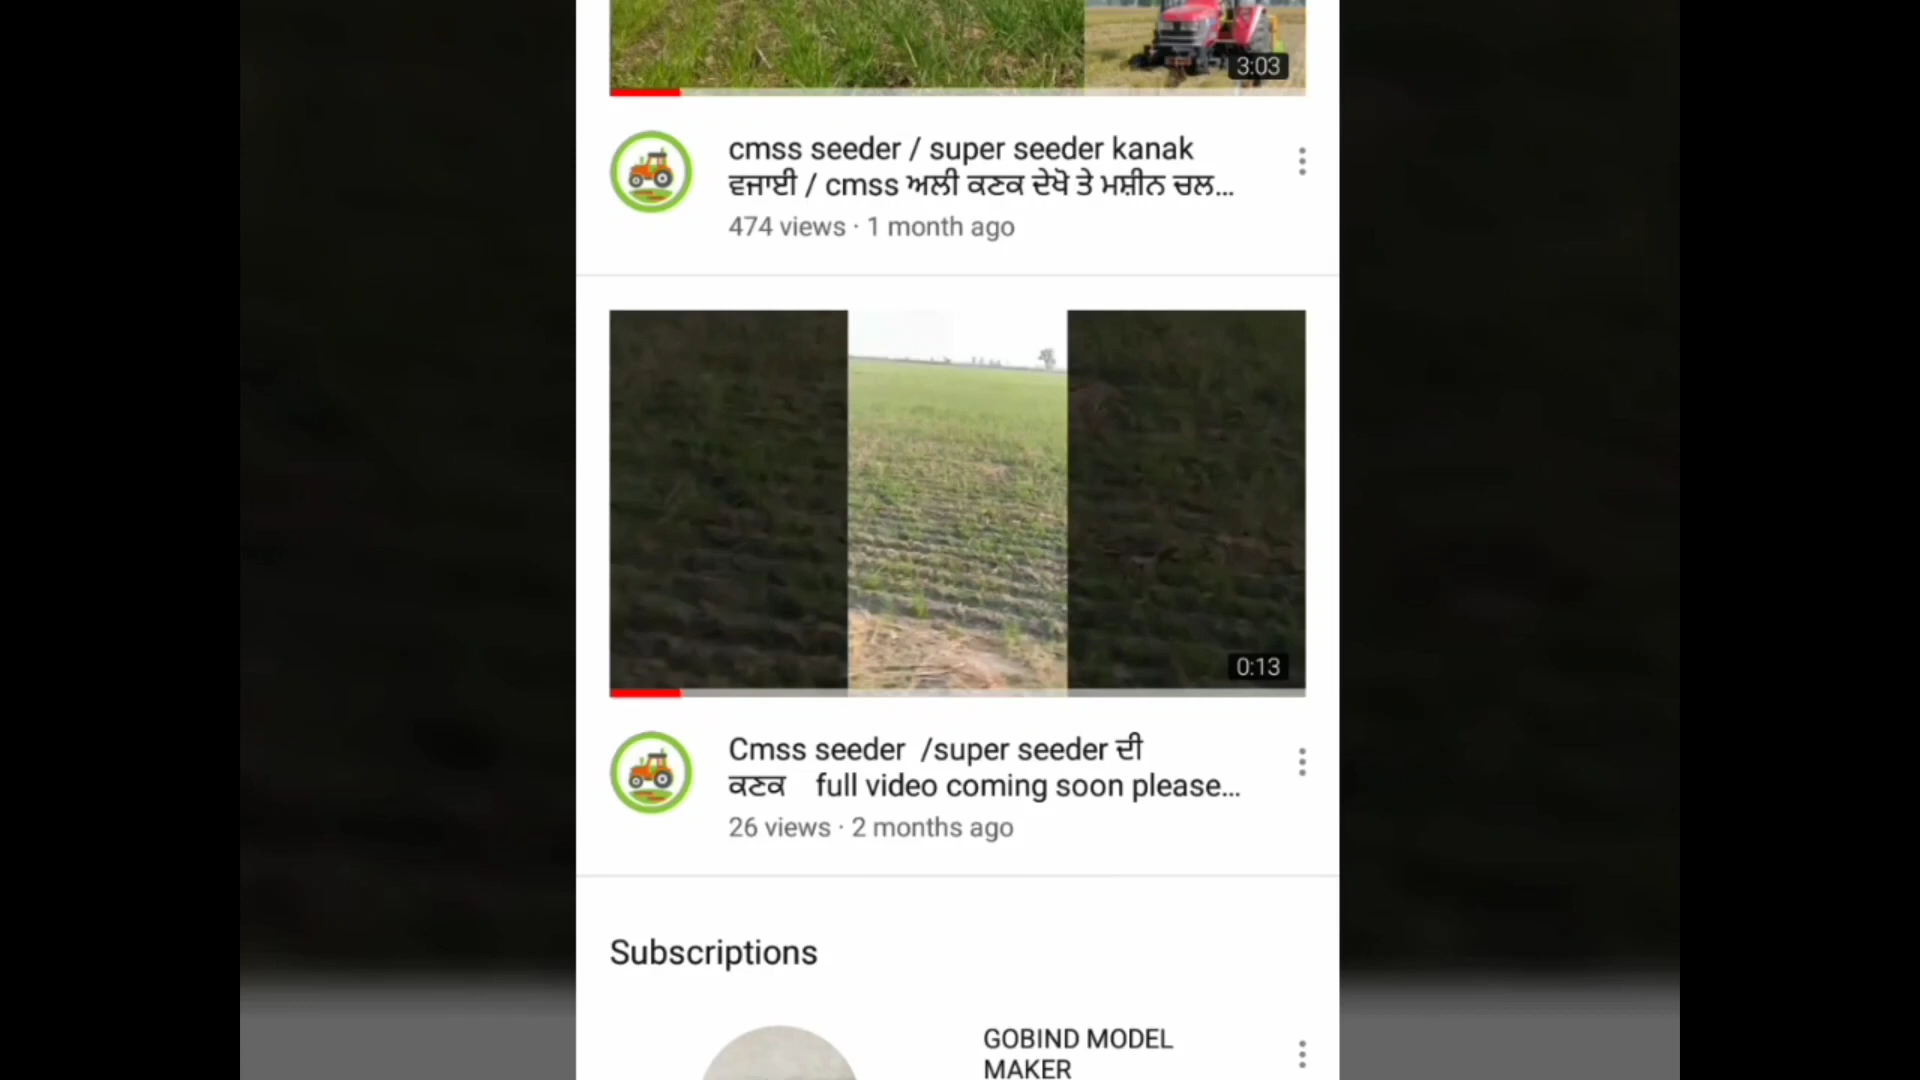 3:03
cmss seeder / super seeder kanak
ਵਜਾਈ / cmss ਅਲੀ ਕਣਕ ਦੇਖੋ ਤੇ ਮਸ਼ੀਨ ਚਲ...
474 views · 1 month ago
0:13
Cmss seeder /super seeder ਦੀ
ਕਣਕ full video coming soon please...
26 views · 2 months ago
Subscriptions
GOBIND MODEL
MAKER